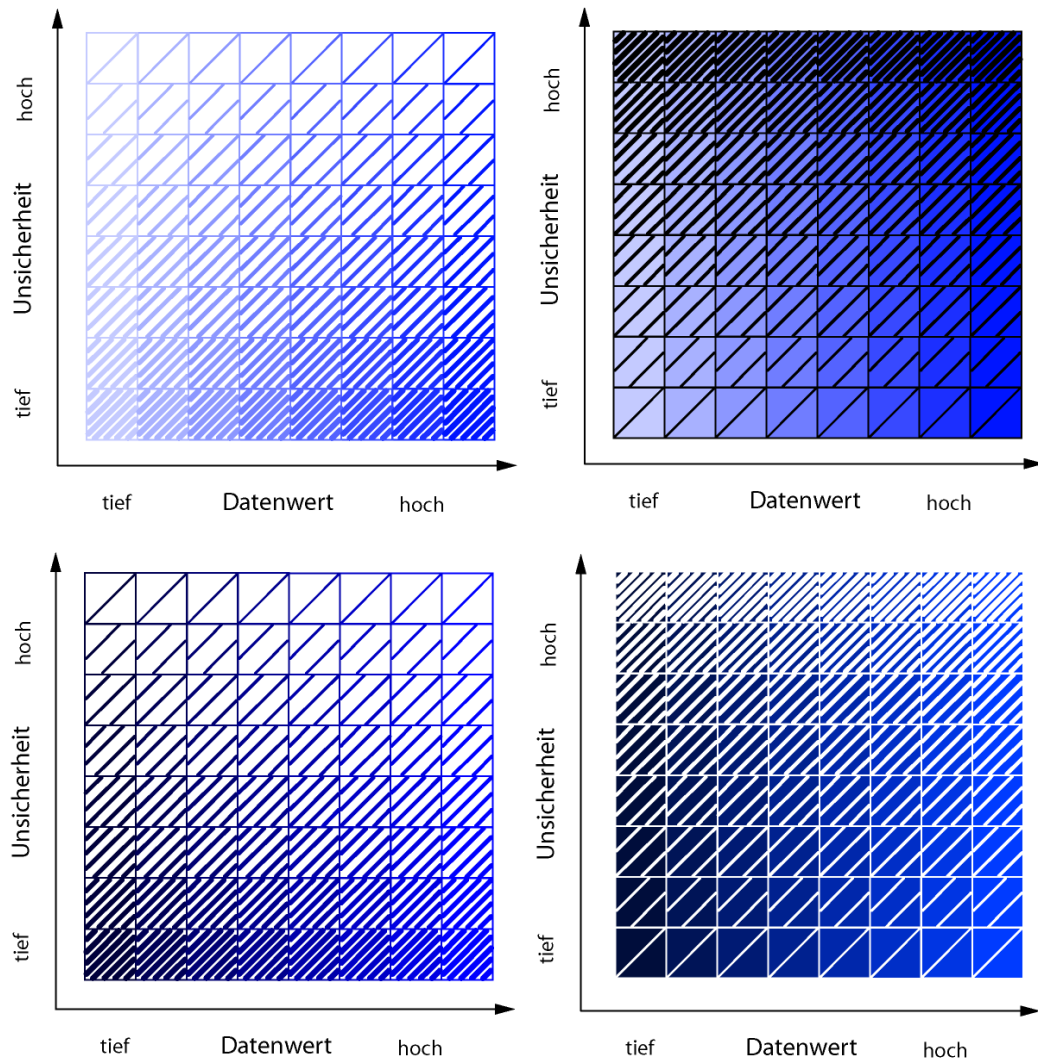 hoch
Unsicherheit
tief
tief Datenwert hoch
hoch
Unsicherheit
tief
tief Datenwert hoch
hoch
Unsicherheit
tief
tief Datenwert hoch
hoch
Unsicherheit
tief
tief Datenwert hoch